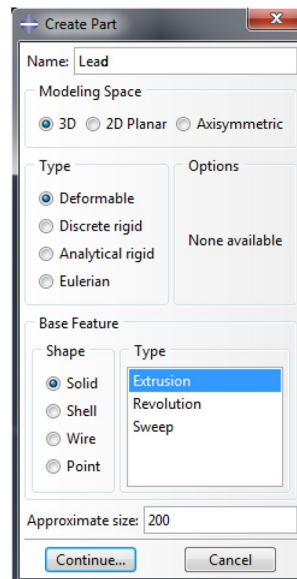 Create Part
Name: Lead
Modeling Space
3D 2D Planar Axisymmetric
Type
Deformable
Discrete rigid
Analytical rigid
Eulerian
Options
None available
Base Feature
Shape
Solid
Shell
Wire
Point
Type
Extrusion
Revolution
Sweep
Approximate size: 200
Continue... Cancel